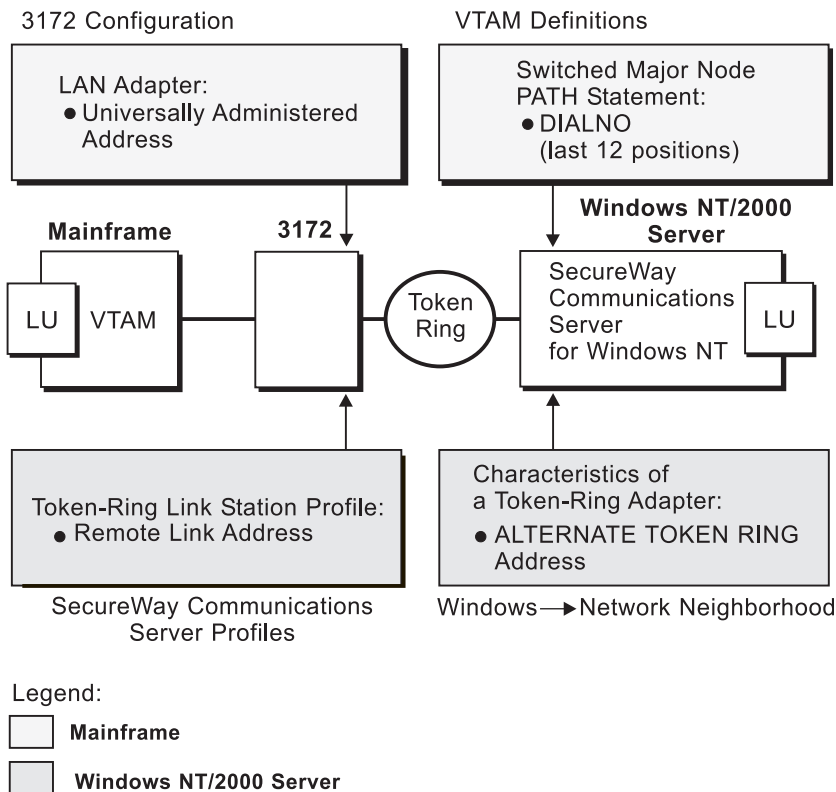 3172 Configuration
LAN Adapter:
● Universally Administered
Address
VTAM Definitions
Switched Major Node
PATH Statement:
● DIALNO
(last 12 positions)
Mainframe
3172
Windows NT/2000
Server
LU
VTAM
Token
Ring
SecureWay
Communications
Server
for Windows NT
LU
Token-Ring Link Station Profile:
● Remote Link Address
SecureWay Communications
Server Profiles
Characteristics of
a Token-Ring Adapter:
● ALTERNATE TOKEN RING
Address
Windows→Network Neighborhood
Legend:
Mainframe
Windows NT/2000 Server